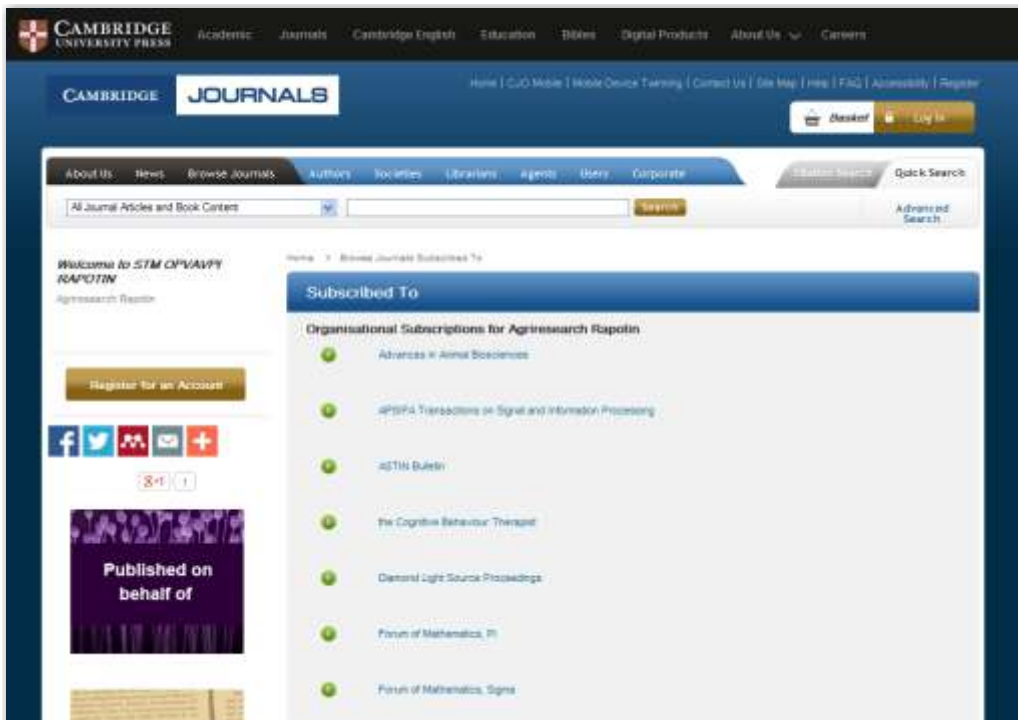 CAMBRIDGE
UNIVERSITY PRESS
Academic Journals Cambridge English Education Bibles Digital Products About Us Careers
CAMBRIDGE JOURNALS
Home | CJO Mobile | Mobile Device Twinning | Contact Us | Site Map | Help | FAQ | Accessibility | Register
Basket Log In
About Us News Browse Journals Authors Societies Librarians Agents Users Corporate Citation Search Quick Search
All Journal Articles and Book Content Search Advanced
Search
Welcome to STM OPVAVPI
RAPOTIN
Agriresearch Rapotin
Home > Browse Journals Subscribed To
Subscribed To
Organisational Subscriptions for Agriresearch Rapotin
Advances in Animal Biosciences
Register for an Account
APSIPA Transactions on Signal and Information Processing
ASTIN Bulletin
g+1 1
the Cognitive Behaviour Therapist
Published on
behalf of
Diamond Light Source Proceedings
Forum of Mathematics, Pi
Forum of Mathematics, Sigma